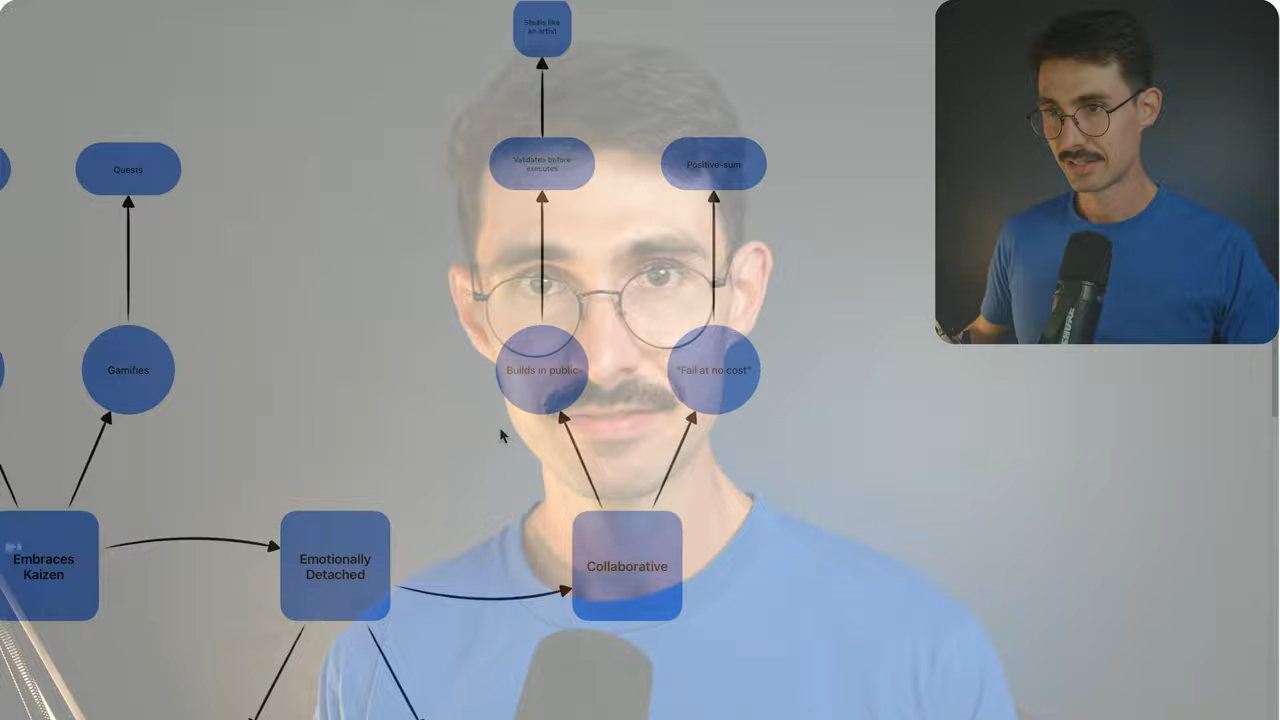 Steals like
an artist
Quests
Validates before
executes
Positive-sum
Gamifies
Builds in public
"Fail at no cost"
Embraces
Kaizen
Emotionally
Detached
Collaborative
SHURE